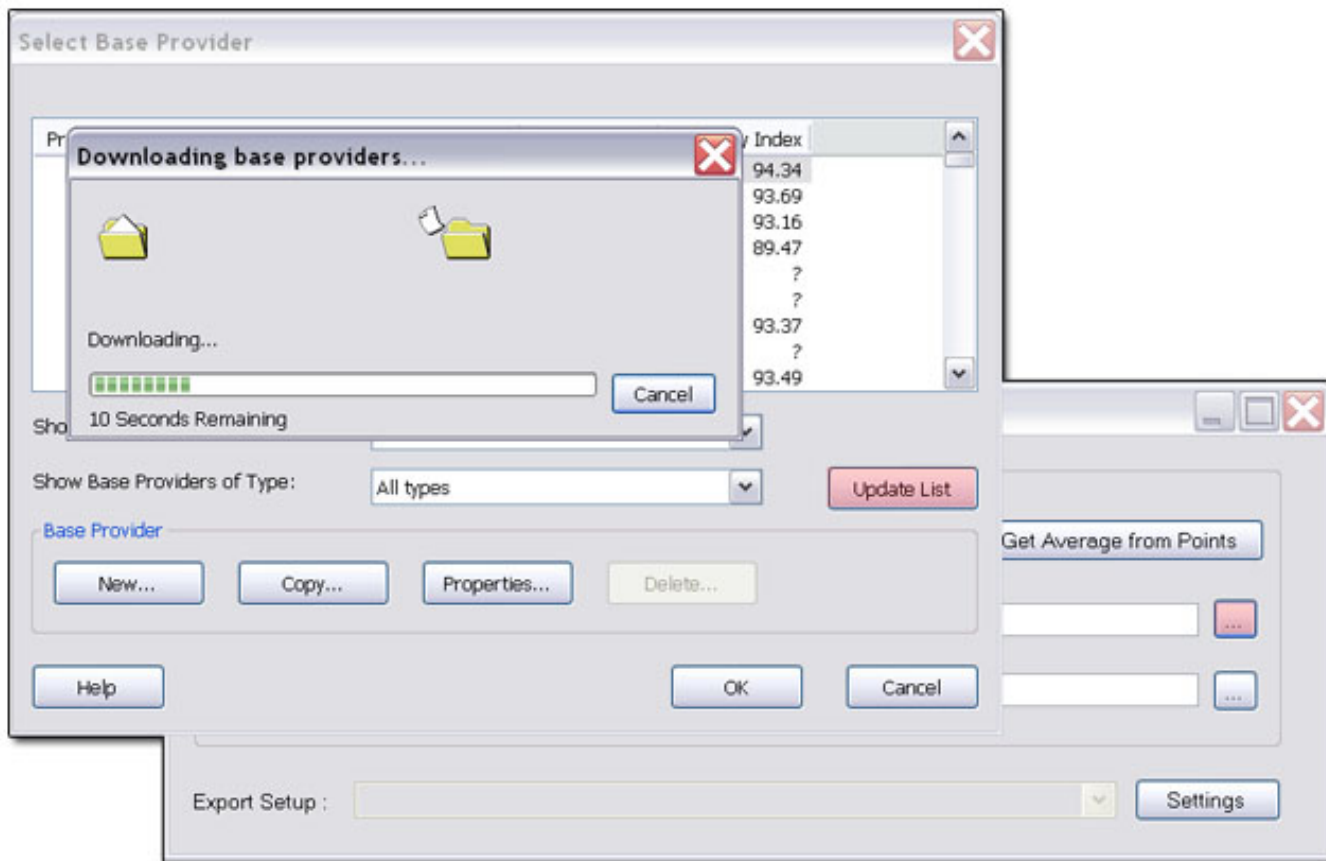 Select Base Provider
Pr
y Index
Downloading base providers...
94.34
93.69
93.16
89.47
?
?
93.37
?
93.49
Downloading...
Cancel
10 Seconds Remaining
Sho
Show Base Providers of Type:
All types
Update List
Base Provider
New...
Copy...
Properties...
Delete...
Get Average from Points
...
Help
OK
Cancel
...
Export Setup :
Settings